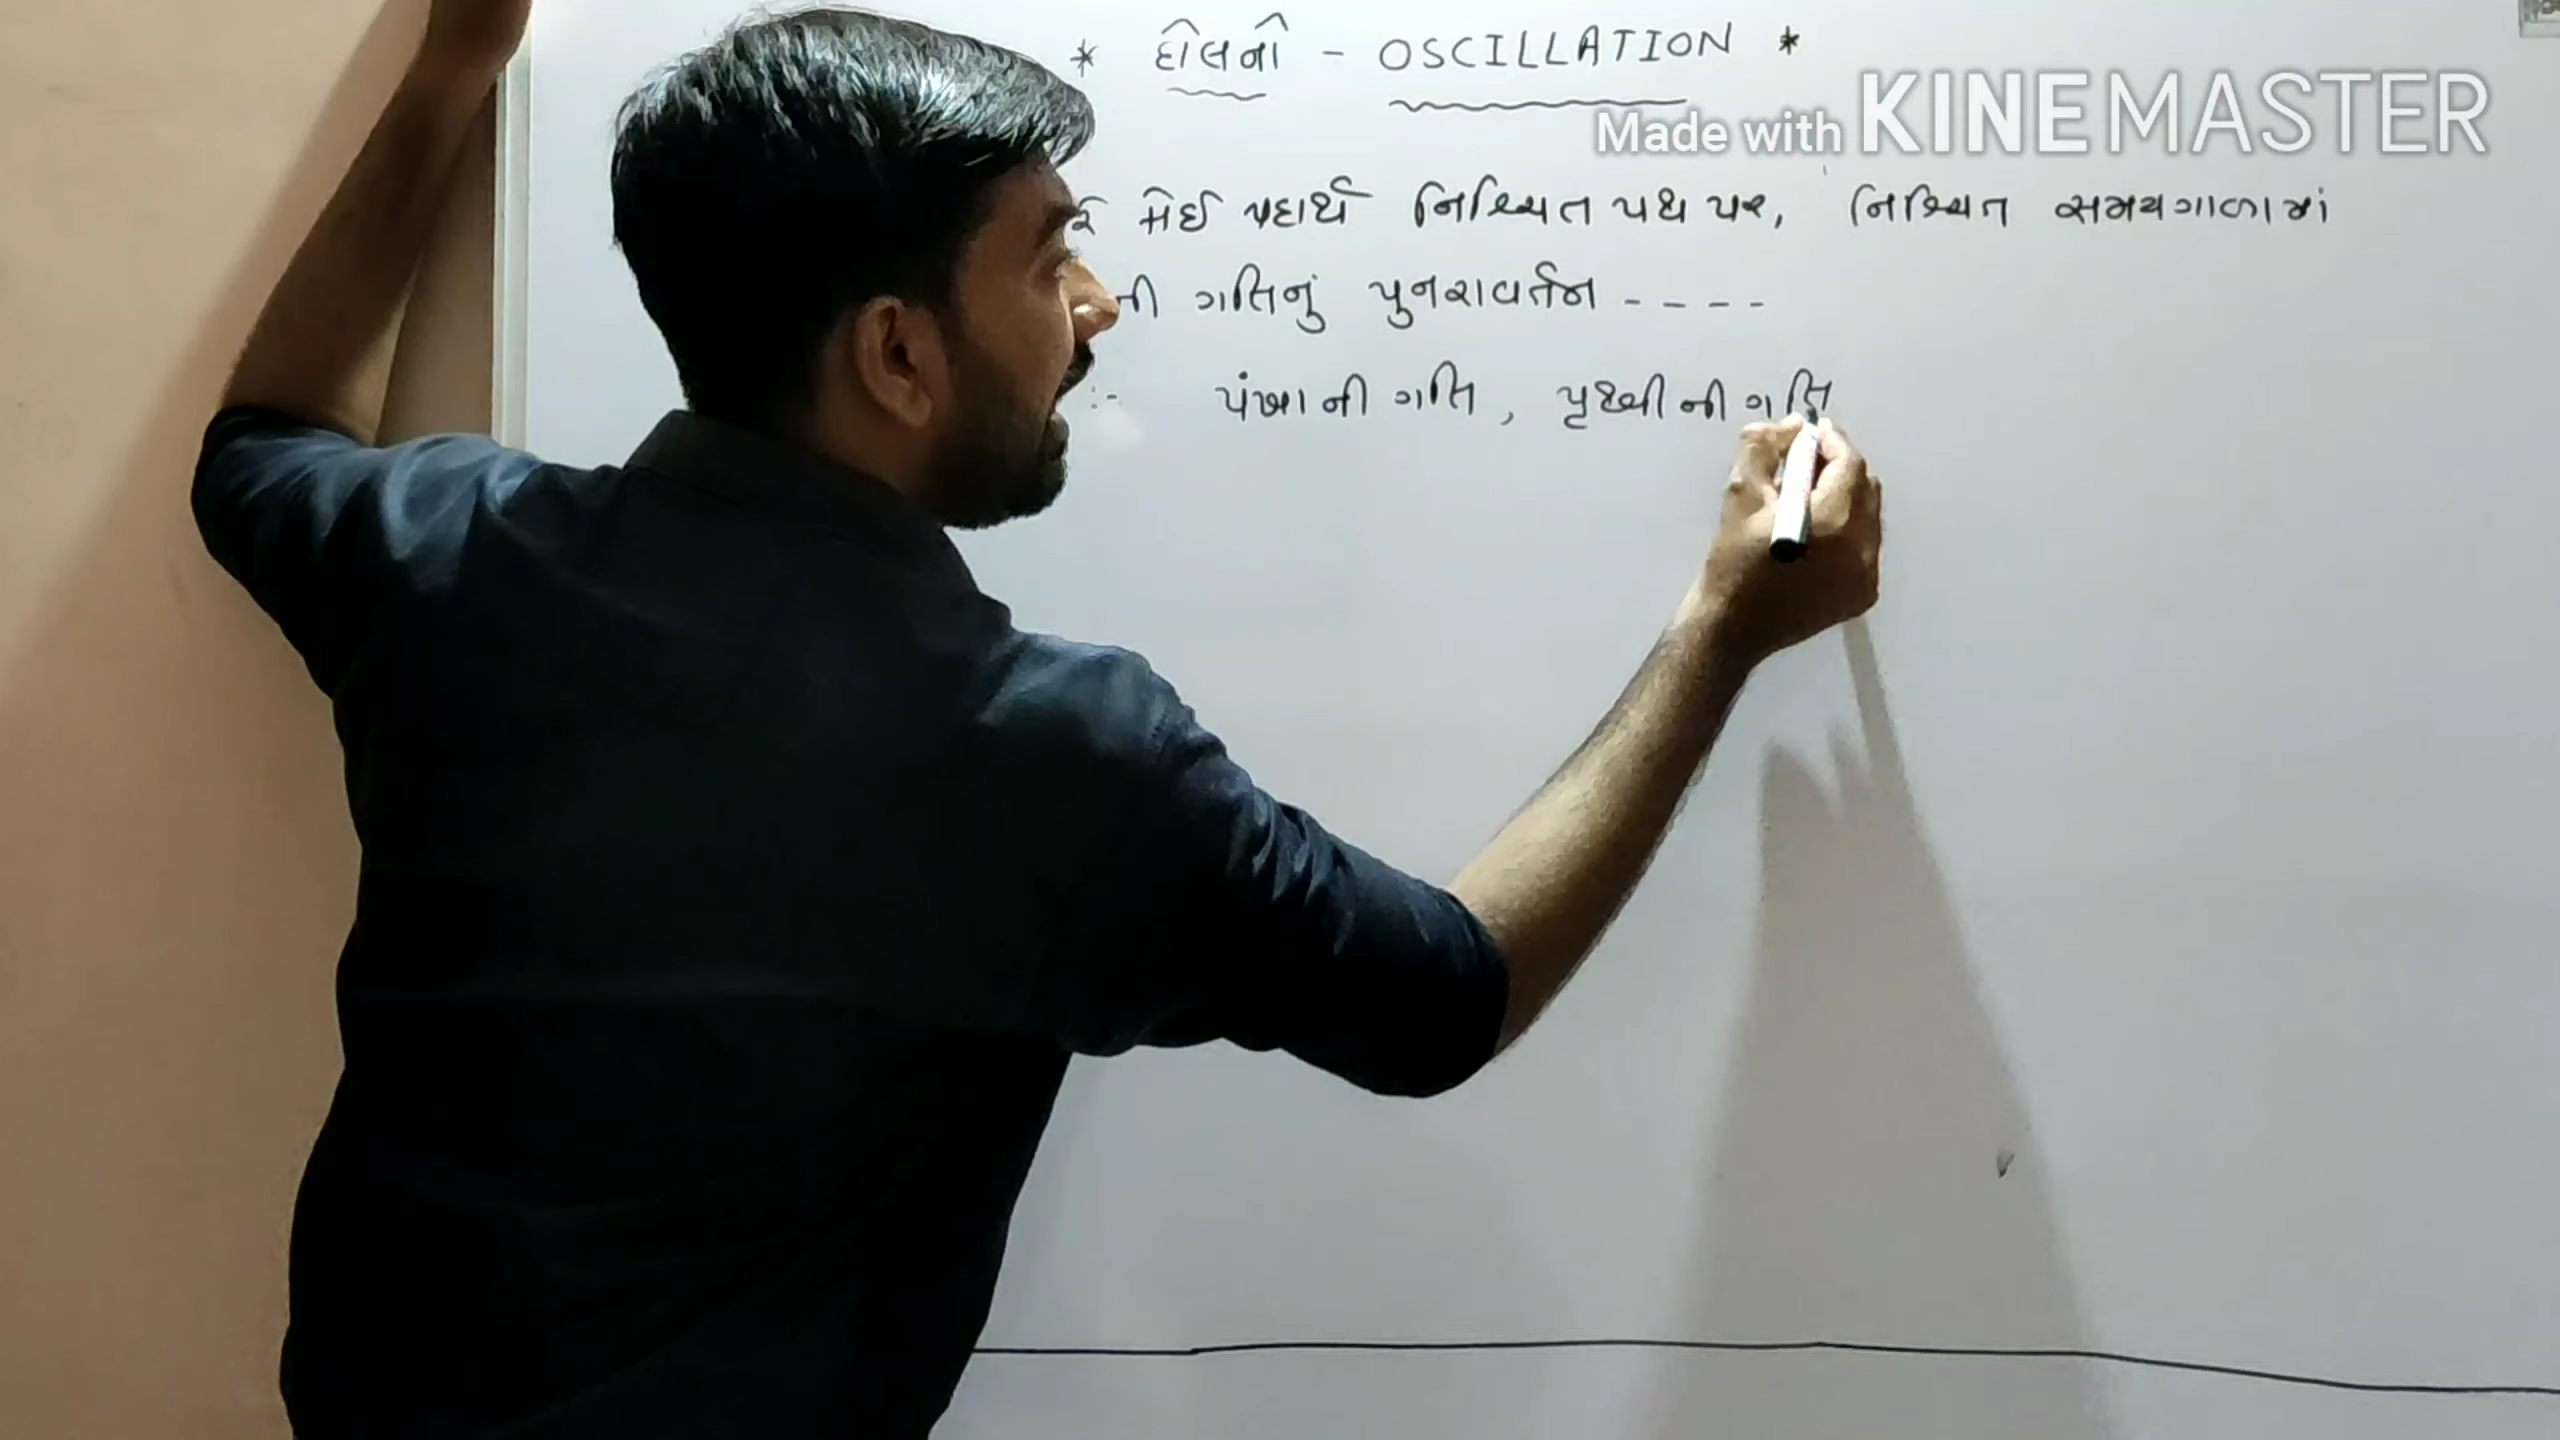 * દોલનો - OSCILLATION *
Made with KINEMASTER
કોઈ પદાર્થ નિશ્ચિત પથ પર, નિશ્ચિત સમયગાળામાં
ની ગતિનું પુનરાવર્તન - - - -
:- પંખાની ગતિ, પૃથ્વીની ગતિ